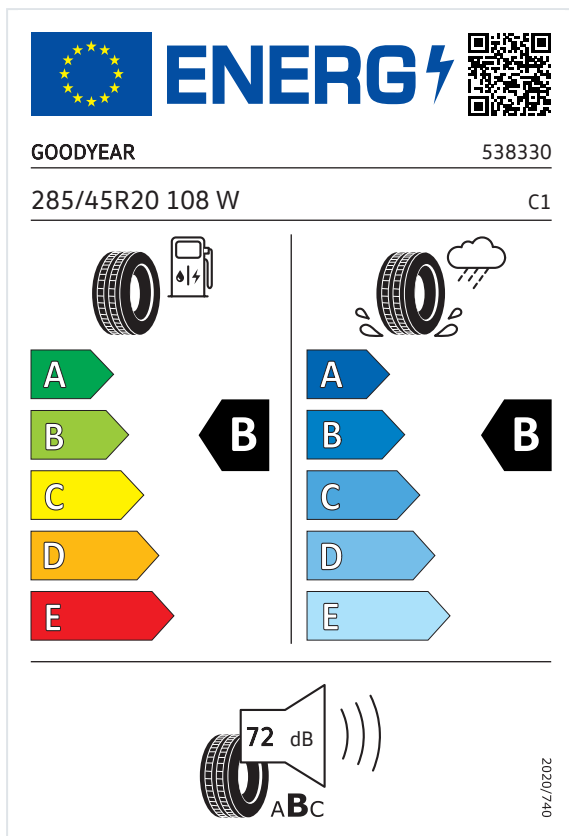 ENERG
GOODYEAR 538330
285/45R20 108 W C1
A A
B B B B
C C
D D
E E
72 dB
ABC
2020/740